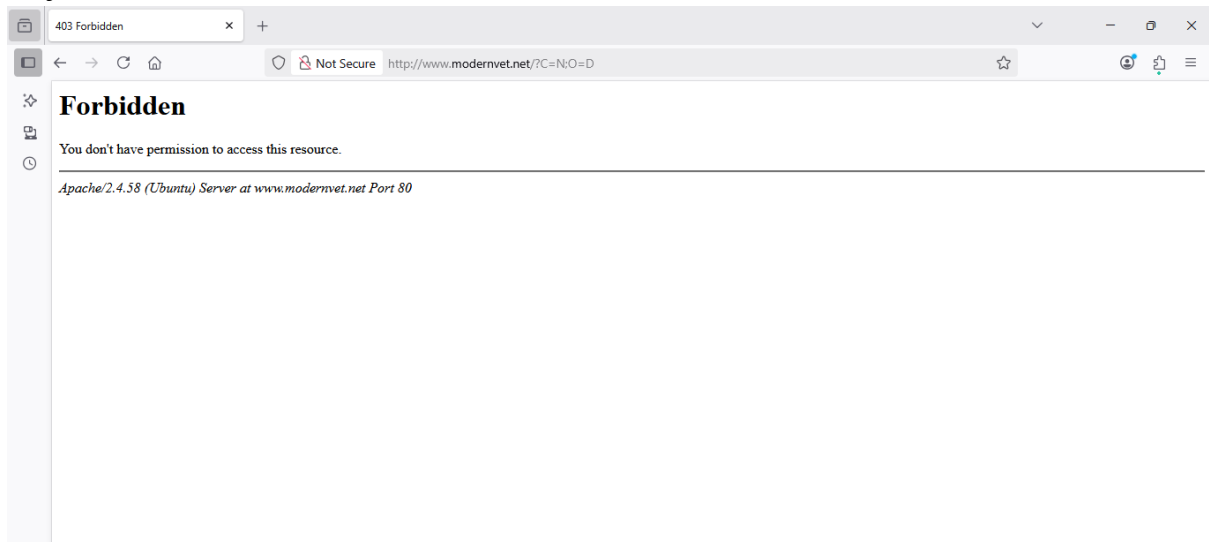 403 Forbidden
Not Secure http://www.modernvet.net/?C=N;O=D
Forbidden
You don't have permission to access this resource.
Apache/2.4.58 (Ubuntu) Server at www.modernvet.net Port 80